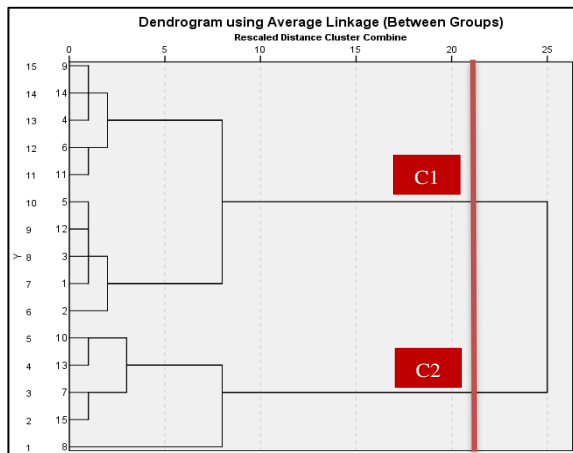 Dendrogram using Average Linkage (Between Groups)
Rescaled Distance Cluster Combine
0 5 10 15 20 25
15 9
14 14
13 4
12 6
11 11
C1
10 5
9 12
Y
8 3
7 1
6 2
5 10
4 13
C2
3 7
2 15
1 8